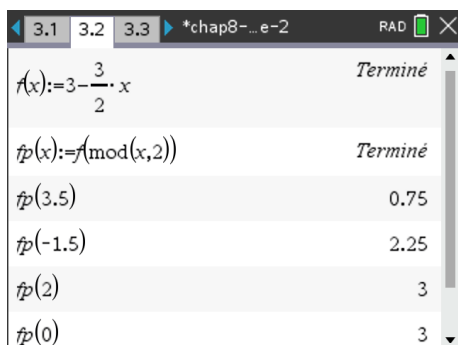 3.1 3.2 3.3 *chap8-…e-2 RAD
f(x):=3-3/2·x Terminé
fp(x):=f(mod(x,2)) Terminé
fp(3.5) 0.75
fp(-1.5) 2.25
fp(2) 3
fp(0) 3